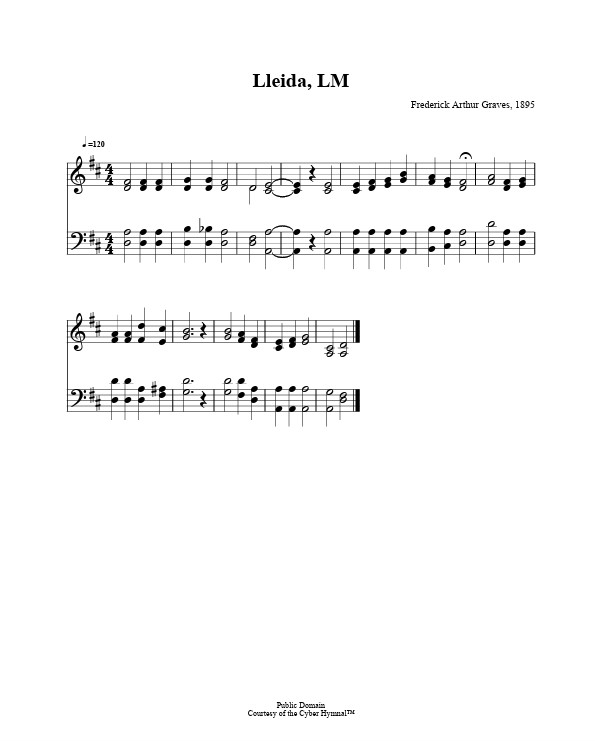 Lleida, LM
Frederick Arthur Graves, 1895
♩=120
Public Domain
Courtesy of the Cyber Hymnal™